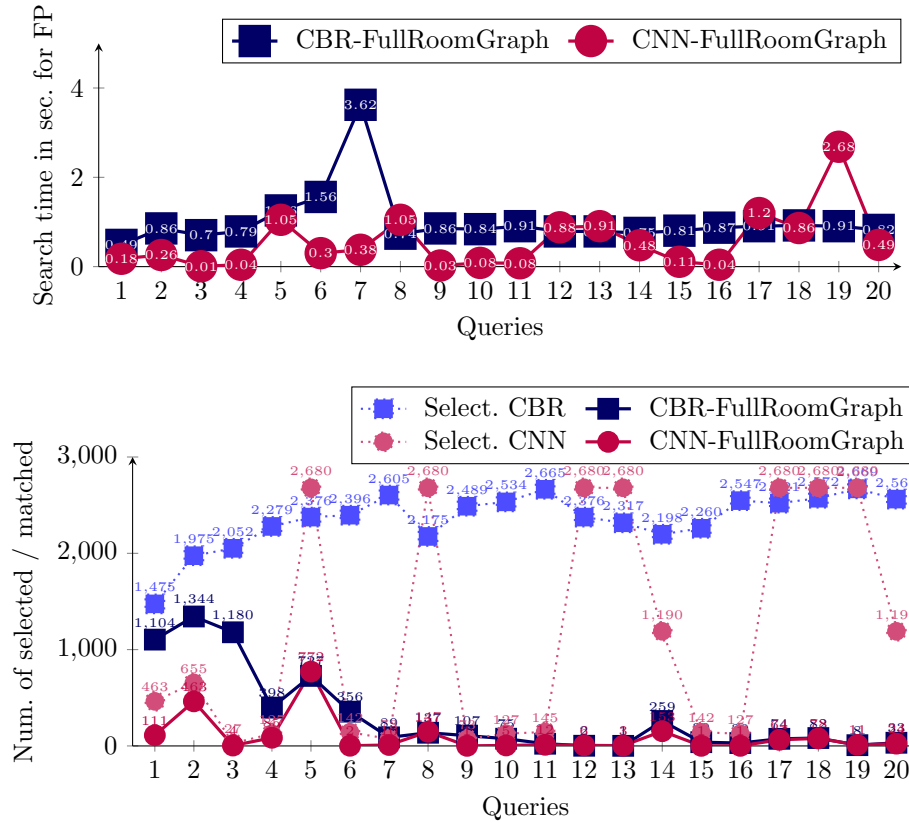 CBR-FullRoomGraph CNN-FullRoomGraph
Search time in sec. for FP
4
2
0
3.62
2.68
1.56
1.05
1.05
1.2
0.86 0.7 0.79 0.86 0.84 0.91 0.88 0.91 0.81 0.87 0.86 0.91
0.18 0.26 0.01 0.04 0.3 0.38 0.03 0.08 0.08 0.48 0.11 0.04 0.49
1 2 3 4 5 6 7 8 9 10 11 12 13 14 15 16 17 18 19 20
Queries
Select. CBR CBR-FullRoomGraph
Select. CNN CNN-FullRoomGraph
Num. of selected / matched
3,000
2,000
1,000
0
2,680 2,680 2,680 2,680 2,680 2,680
1,475 1,975 2,052 2,279 2,376 2,396 2,605 2,175 2,489 2,534 2,665 2,376 2,317 2,198 2,260 2,547
1,104 1,344 1,180 398 356 259
463 655 1,190
111 463 772
142 145 142 127
1 2 3 4 5 6 7 8 9 10 11 12 13 14 15 16 17 18 19 20
Queries